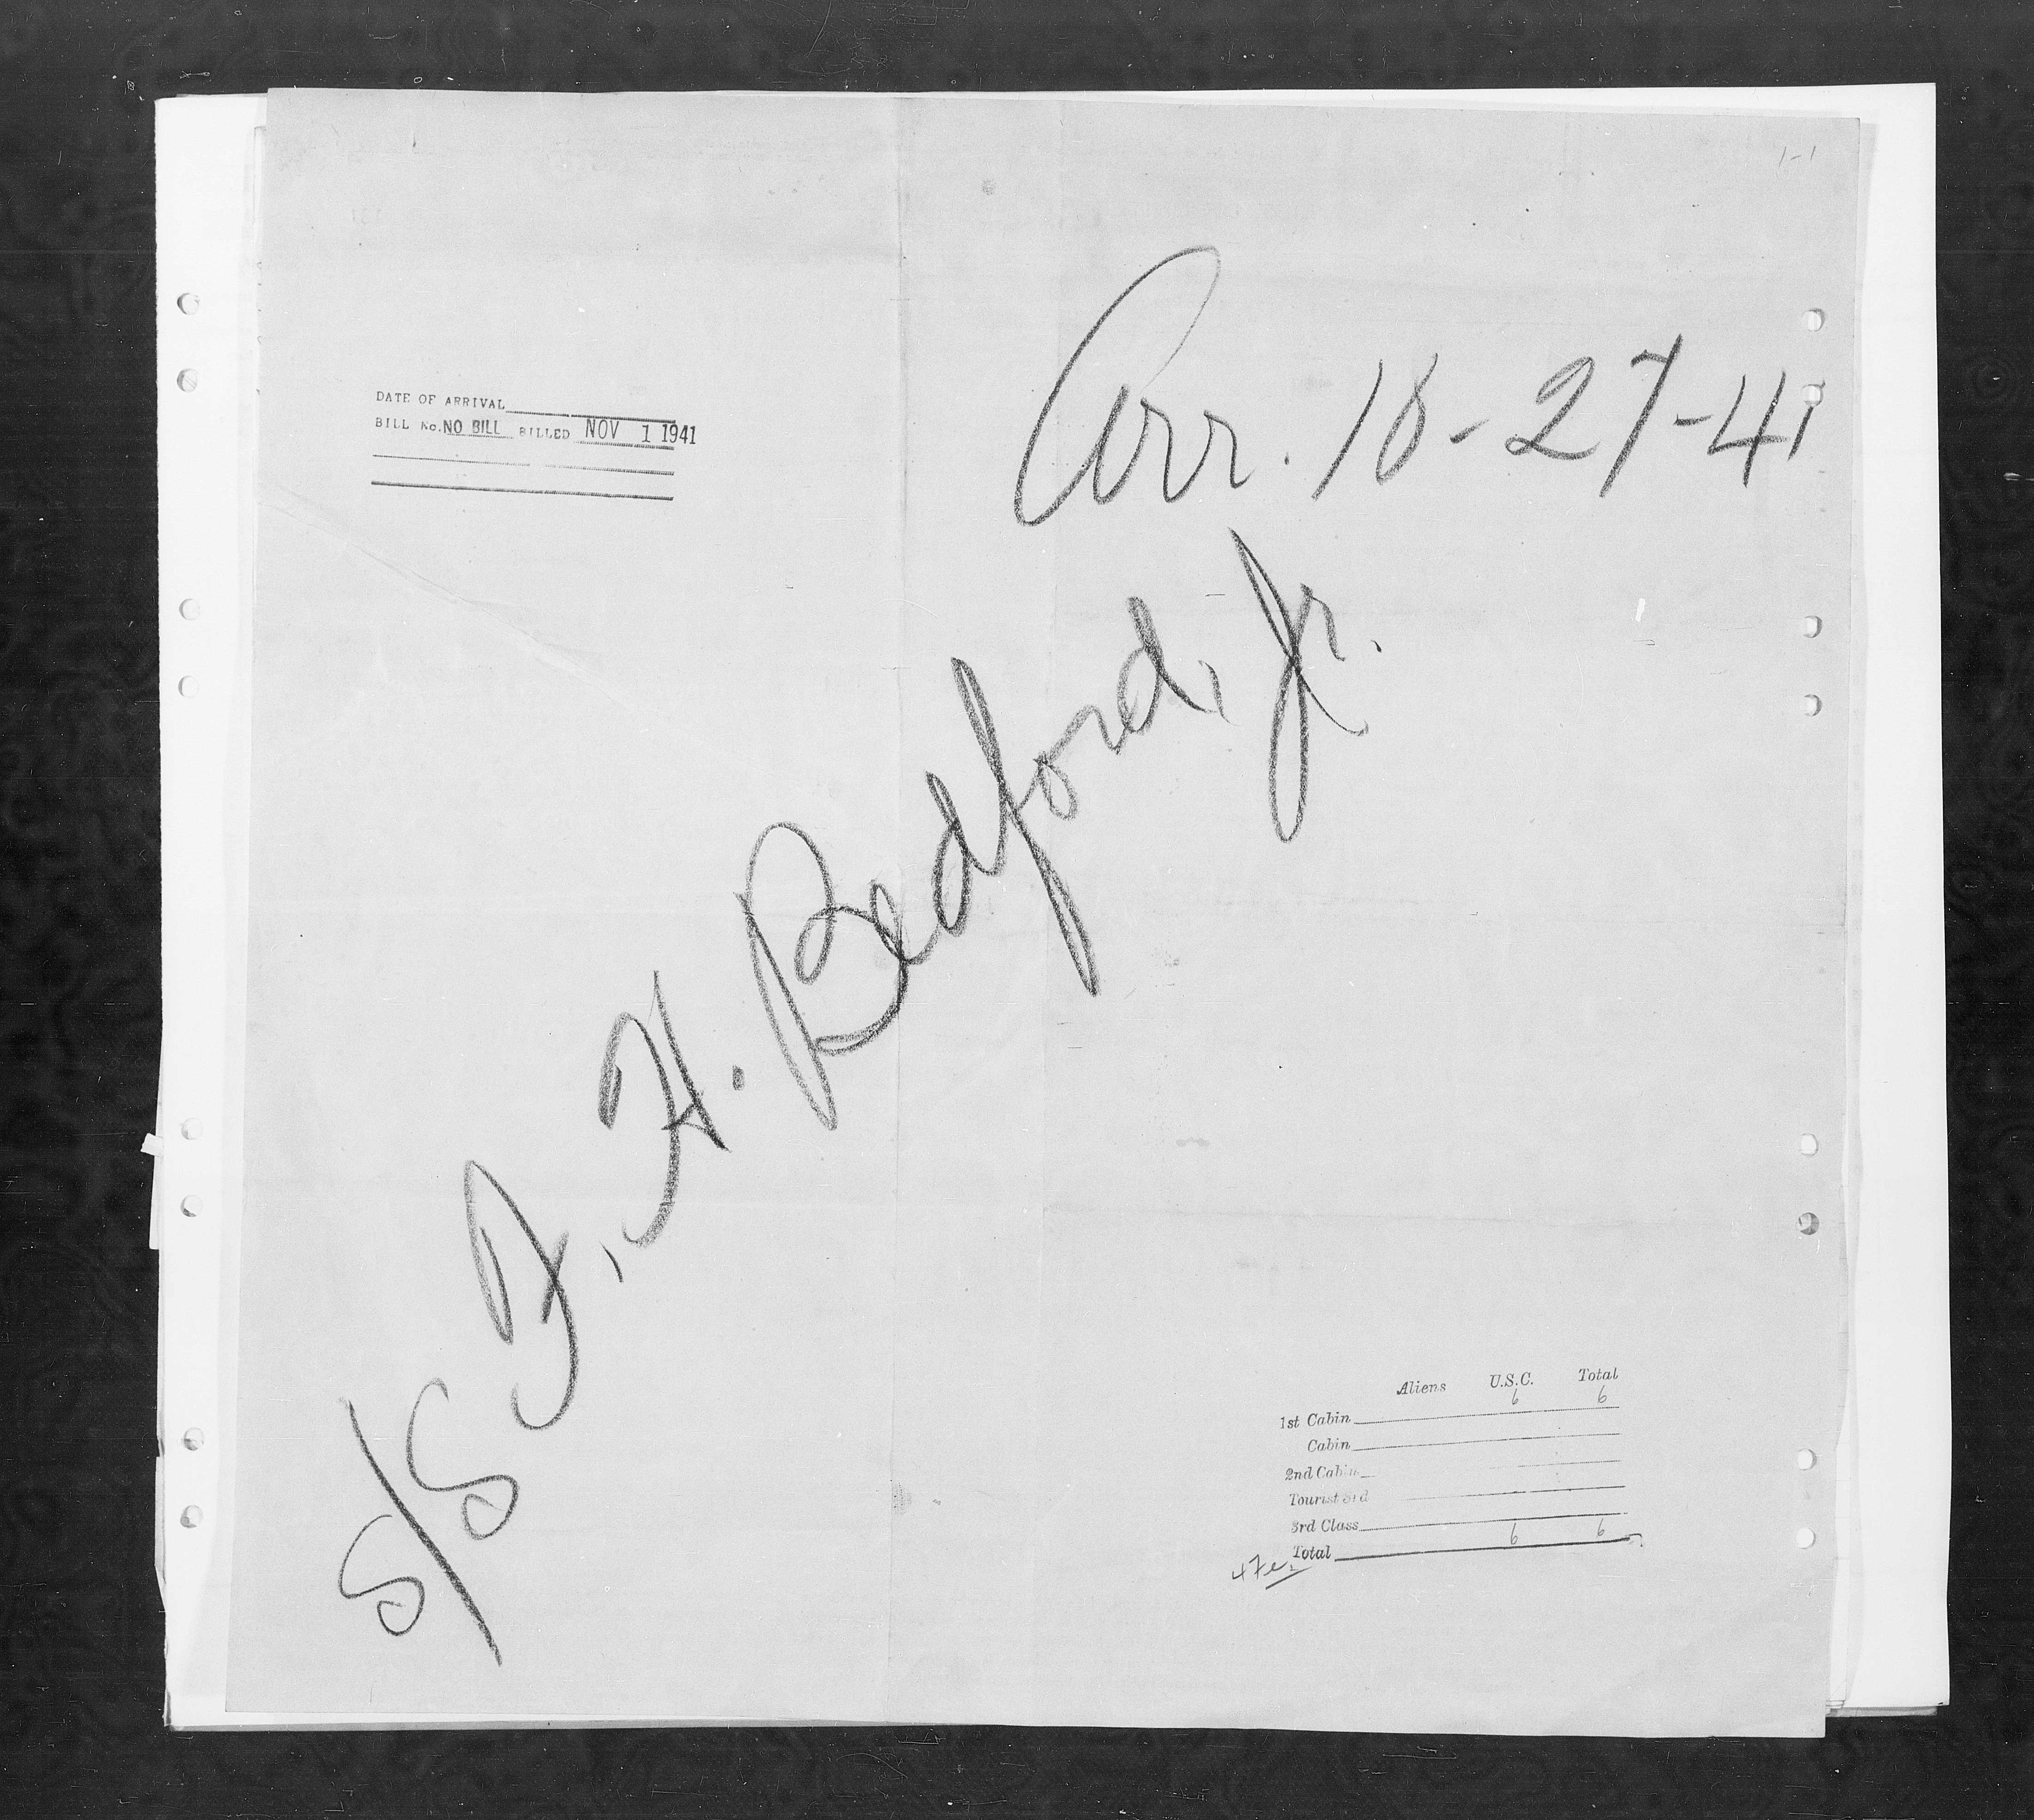 1-1
Arr. 10-27-41
DATE OF ARRIVAL
BILL No. NO BILL BILLED NOV 1 1941
S/S F. H. Bedford, Jr.
Aliens U.S.C. Total
1st Cabin 6 6
Cabin
2nd Cabin
Tourist 3rd
3rd Class
Total 6 6